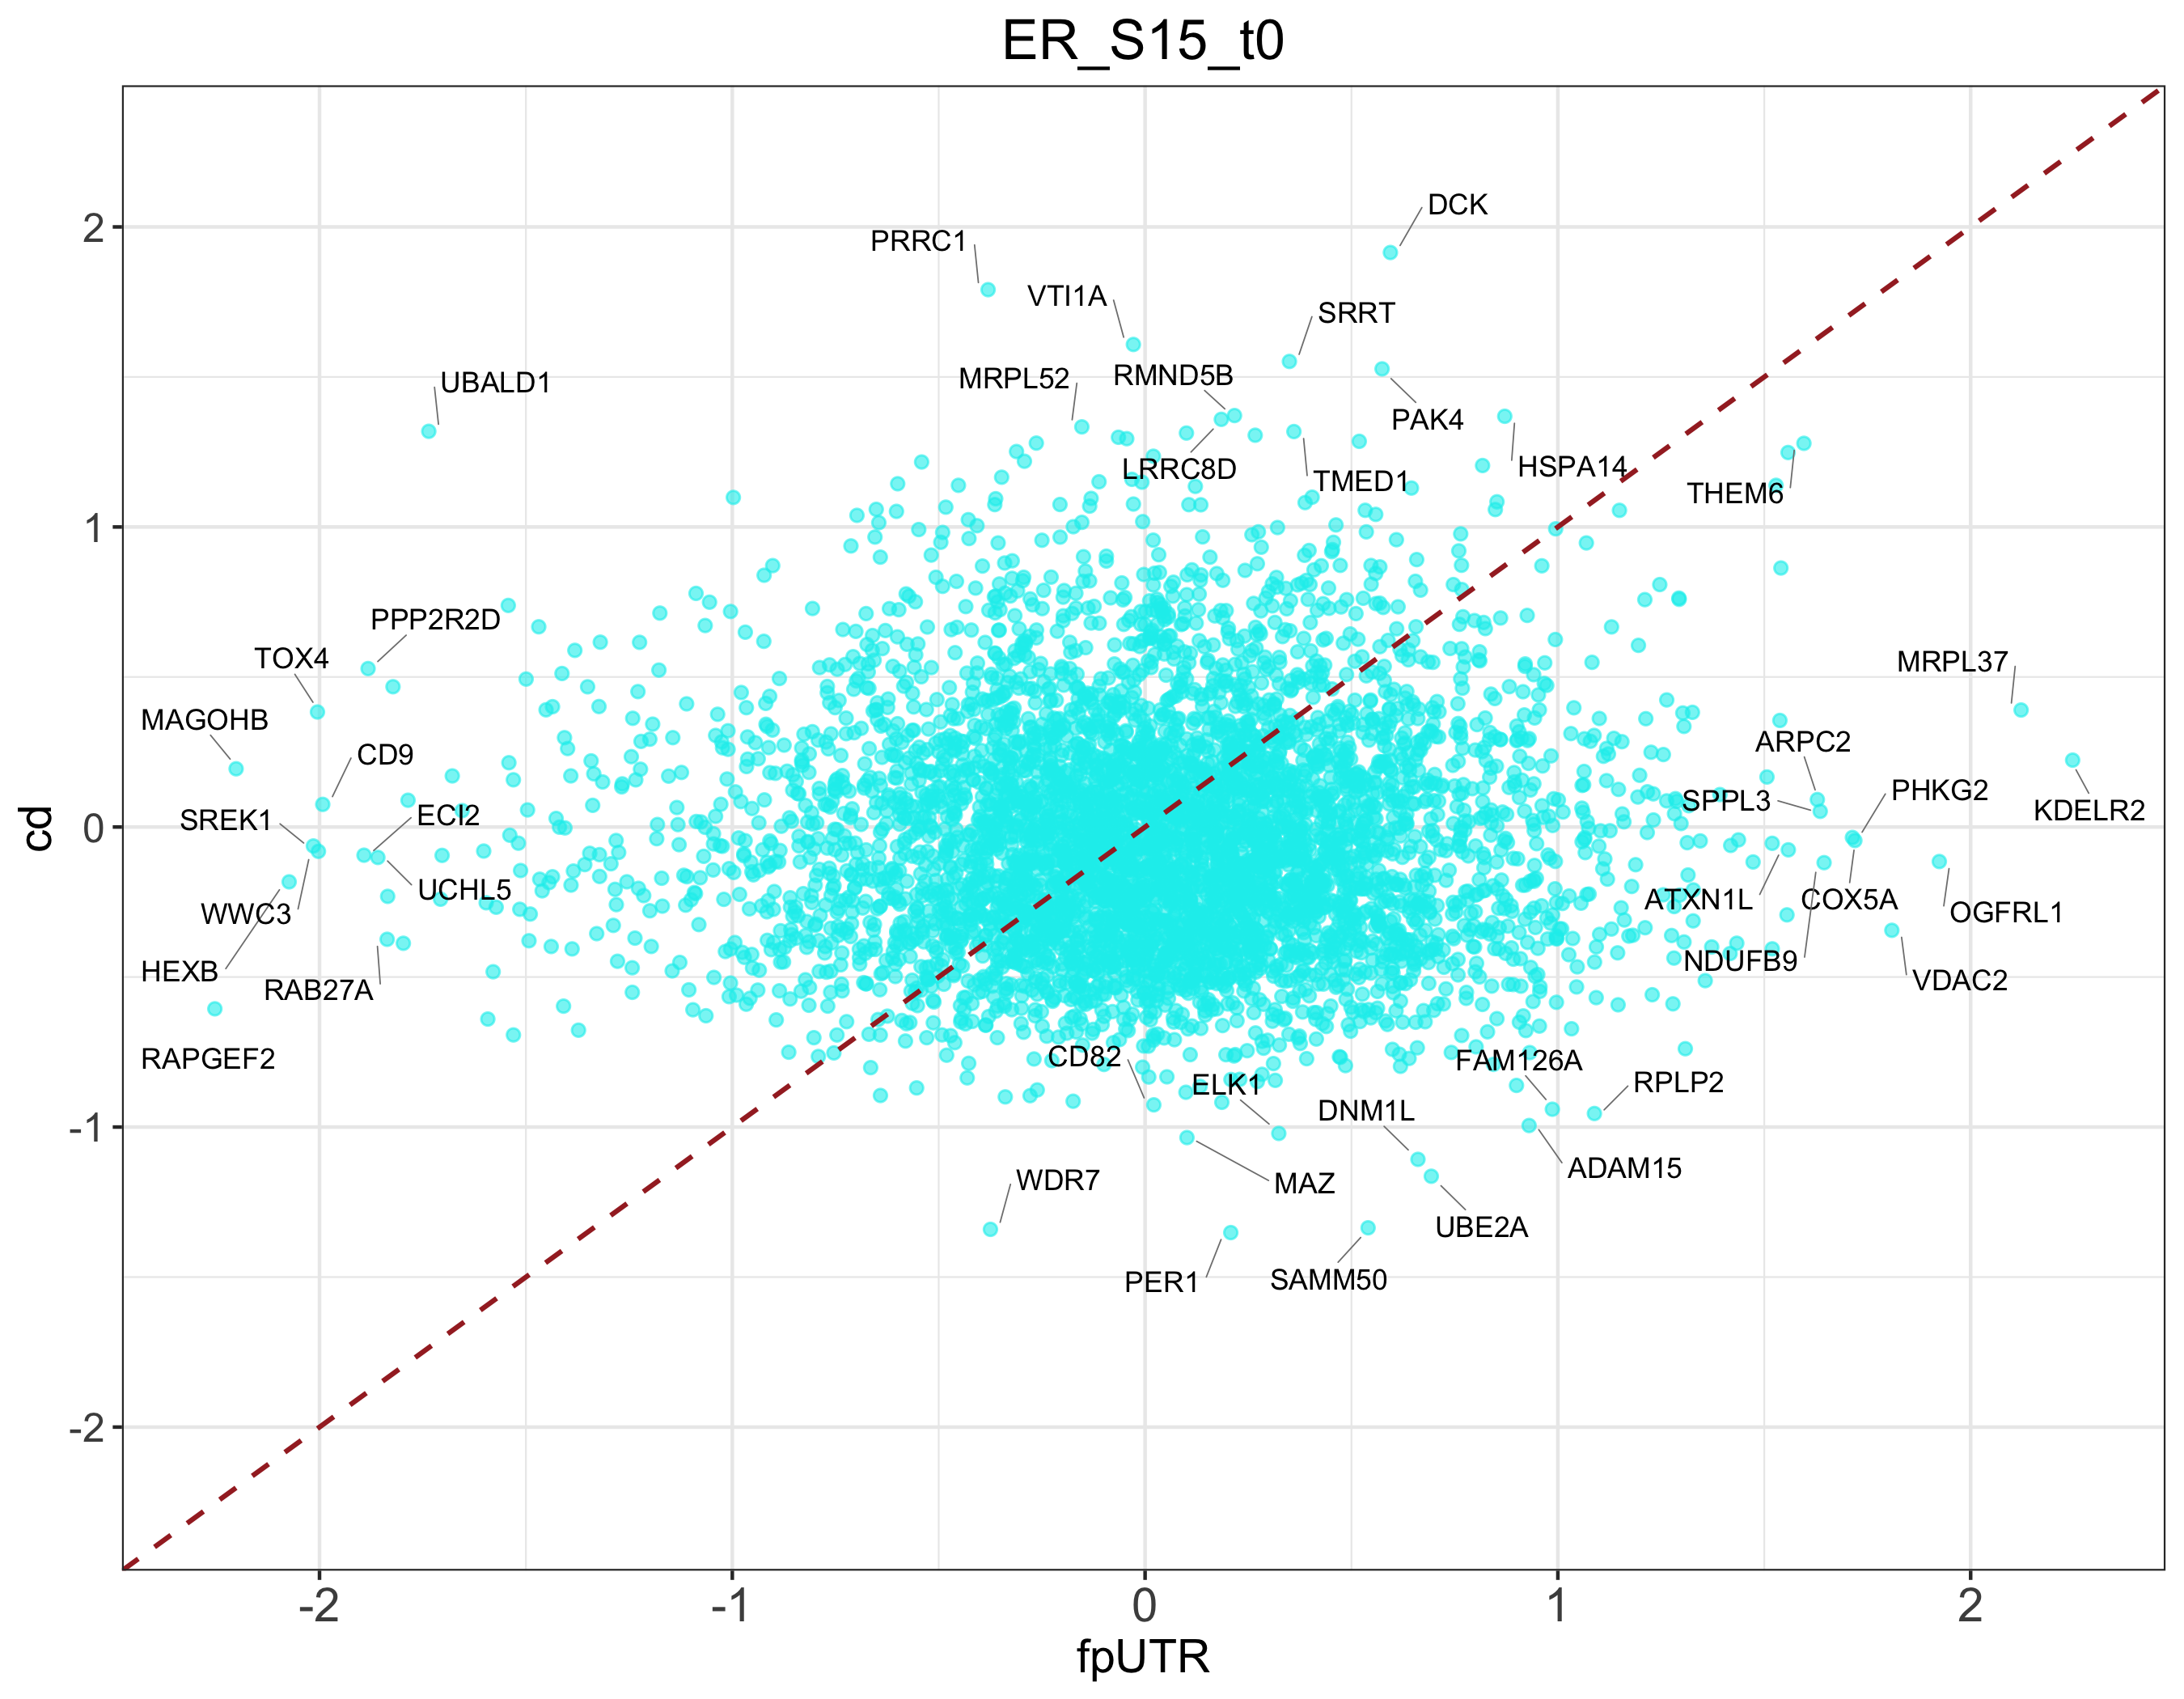 ER_S15_t0
DCK
PRRC1
VTI1A
SRRT
RMND5B
MRPL52
UBALD1
PAK4
HSPA14
LRRC8D
TMED1
THEM6
PPP2R2D
TOX4
MRPL37
MAGOHB
CD9
ARPC2
PHKG2
SPPL3
KDELR2
SREK1
ECI2
UCHL5
ATXN1L
COX5A
OGFRL1
WWC3
NDUFB9
HEXB
VDAC2
RAB27A
RAPGEF2
CD82
FAM126A
ELK1
RPLP2
DNM1L
ADAM15
WDR7
MAZ
UBE2A
PER1
SAMM50
2
1
0
-1
-2
cd
-2
-1
0
1
2
fpUTR